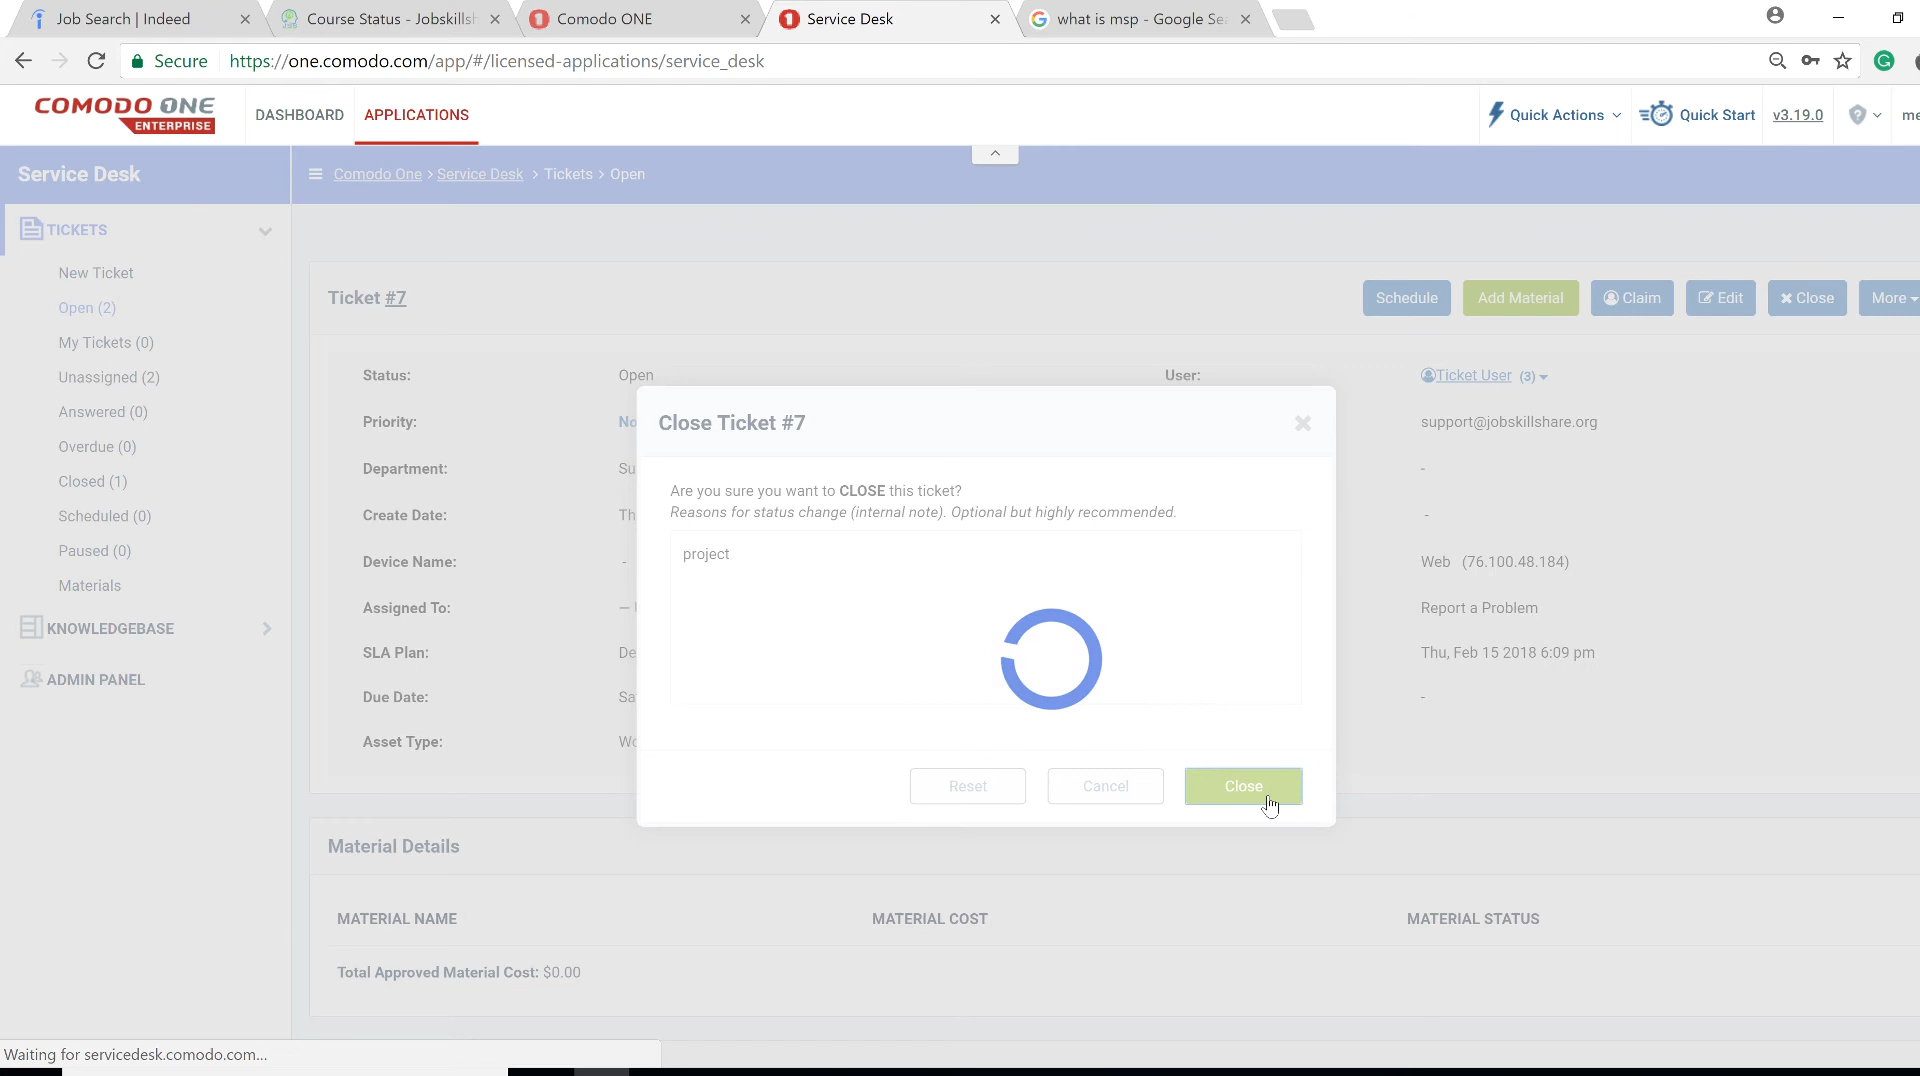 Job Search | Indeed
Course Status - Jobskillsh
Comodo ONE
Service Desk
what is msp - Google Sea
Secure
https://one.comodo.com/app/#/licensed-applications/service_desk
COMODO ONE
ENTERPRISE
DASHBOARD
APPLICATIONS
Quick Actions
Quick Start
v3.19.0
me
Service Desk
Comodo One > Service Desk > Tickets > Open
TICKETS
New Ticket
Open (2)
My Tickets (0)
Unassigned (2)
Answered (0)
Overdue (0)
Closed (1)
Scheduled (0)
Paused (0)
Materials
KNOWLEDGEBASE
ADMIN PANEL
Ticket #7
Schedule
Add Material
Claim
Edit
Close
More
Status: Open
User: Ticket User (3)
Priority: No
support@jobskillshare.org
Department: Su
-
Create Date: Th
-
Device Name: -
Web (76.100.48.184)
Assigned To: —
Report a Problem
SLA Plan: De
Thu, Feb 15 2018 6:09 pm
Due Date: Sa
-
Asset Type: Wo
Close Ticket #7
Are you sure you want to CLOSE this ticket?
Reasons for status change (internal note). Optional but highly recommended.
project
Reset
Cancel
Close
Material Details
MATERIAL NAME
MATERIAL COST
MATERIAL STATUS
Total Approved Material Cost: $0.00
Waiting for servicedesk.comodo.com...